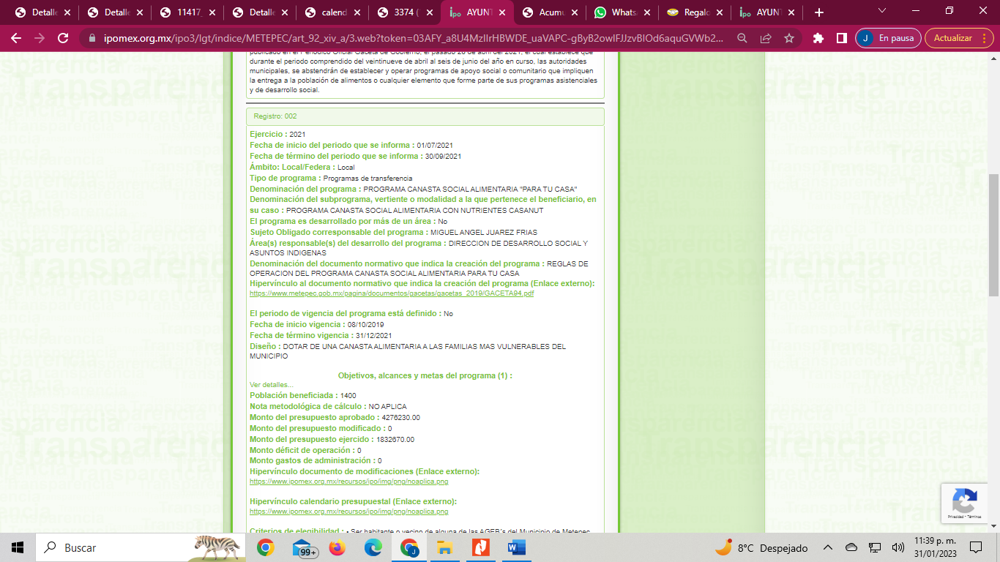 Detalle
Detalle
11417_
Detalle
calend
3374 (
AYUNT
Acumu
Whats
Regalo
AYUNT
ipomex.org.mx/ipo3/lgt/indice/METEPEC/art_92_xiv_a/3.web?token=03AFY_a8U4MzIIrHBWDE_uaVAPC-gByB2owIFJJzvBIOd6aquGVWb2...
J En pausa
Actualizar
publicado en el Periódico Oficial Gaceta de Gobierno, el pasado 26 de abril del 2021, el cual establece que
durante el periodo comprendido del veintinueve de abril al seis de junio del año en curso, las autoridades
municipales, se abstendrán de establecer y operar programas de apoyo social o comunitario que impliquen
la entrega a la población de alimentos o cualquier elemento que forme parte de sus programas asistenciales
y de desarrollo social.
Registro: 002
Ejercicio : 2021
Fecha de inicio del periodo que se informa : 01/07/2021
Fecha de término del periodo que se informa : 30/09/2021
Ámbito: Local/Federa : Local
Tipo de programa : Programas de transferencia
Denominación del programa : PROGRAMA CANASTA SOCIAL ALIMENTARIA "PARA TU CASA"
Denominación del subprograma, vertiente o modalidad a la que pertenece el beneficiario, en
su caso : PROGRAMA CANASTA SOCIAL ALIMENTARIA CON NUTRIENTES CASANUT
El programa es desarrollado por más de un área : No
Sujeto Obligado corresponsable del programa : MIGUEL ANGEL JUAREZ FRIAS
Área(s) responsable(s) del desarrollo del programa : DIRECCION DE DESARROLLO SOCIAL Y
ASUNTOS INDIGENAS
Denominación del documento normativo que indica la creación del programa : REGLAS DE
OPERACION DEL PROGRAMA CANASTA SOCIAL ALIMENTARIA PARA TU CASA
Hipervínculo al documento normativo que indica la creación del programa (Enlace externo):
https://www.metepec.gob.mx/pagina/documentos/gacetas/gacetas_2019/GACETA94.pdf
El periodo de vigencia del programa está definido : No
Fecha de inicio vigencia : 08/10/2019
Fecha de término vigencia : 31/12/2021
Diseño : DOTAR DE UNA CANASTA ALIMENTARIA A LAS FAMILIAS MAS VULNERABLES DEL
MUNICIPIO
Objetivos, alcances y metas del programa (1) :
Ver detalles...
Población beneficiada : 1400
Nota metodológica de cálculo : NO APLICA
Monto del presupuesto aprobado : 4276230.00
Monto del presupuesto modificado : 0
Monto del presupuesto ejercido : 1832670.00
Monto déficit de operación : 0
Monto gastos de administración : 0
Hipervínculo documento de modificaciones (Enlace externo):
https://www.ipomex.org.mx/recursos/ipo/img/png/noaplica.png
Hipervínculo calendario presupuestal (Enlace externo):
https://www.ipomex.org.mx/recursos/ipo/img/png/noaplica.png
Criterios de elegibilidad : • Ser habitante o vecino de alguna de las AGEB´s del Municipio de Metepec
Privacidad - Términos
Buscar
99+
8°C Despejado
11:39 p. m.
31/01/2023